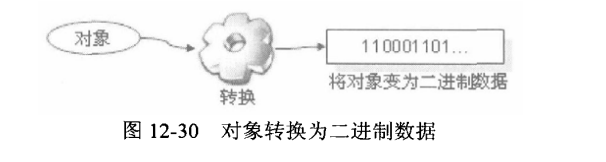 对象
110001101...
转换
将对象变为二进制数据
图 12-30 对象转换为二进制数据